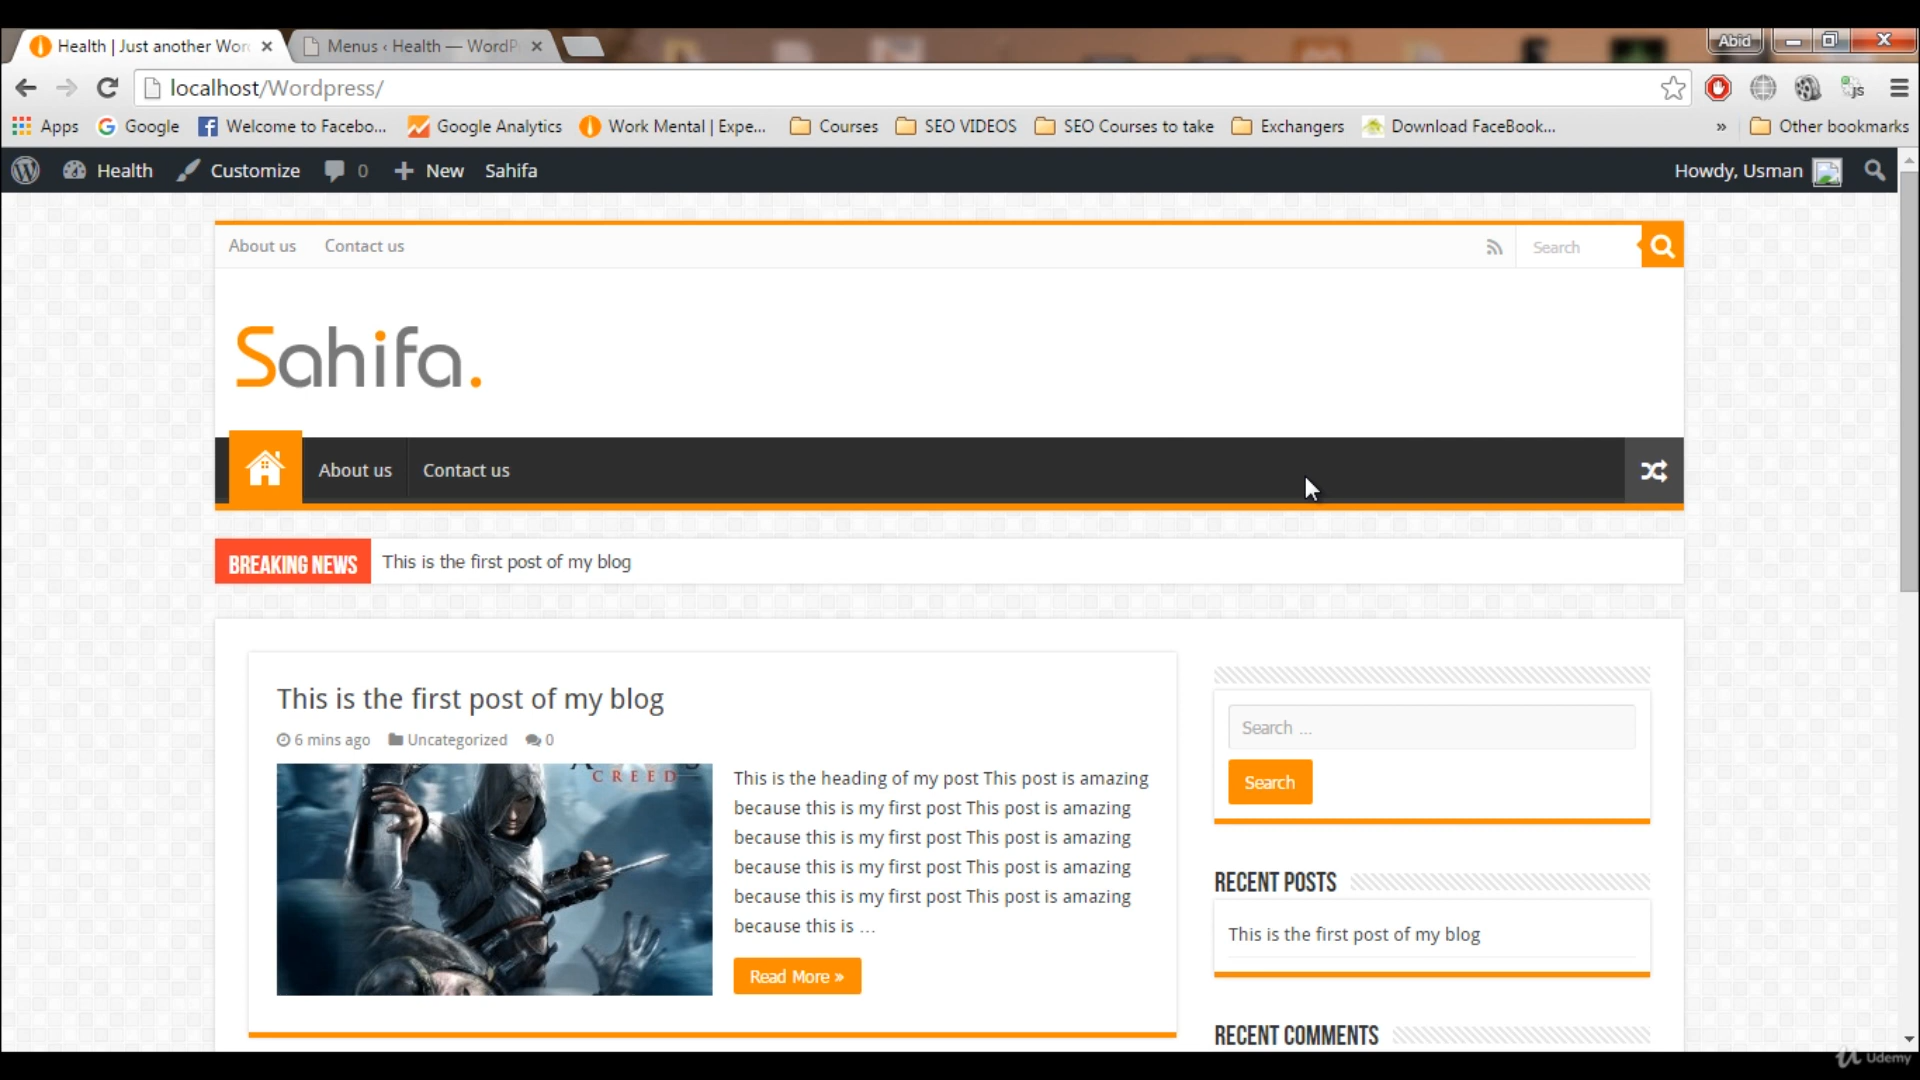 Health | Just another Wor
Menus ‹ Health — WordP
Abid
localhost/Wordpress/
js
Apps
Google
Welcome to Facebo...
Google Analytics
Work Mental | Expe...
Courses
SEO VIDEOS
SEO Courses to take
Exchangers
Download FaceBook...
»
Other bookmarks
Health
Customize
0
New
Sahifa
Howdy, Usman
About us
Contact us
Search
Sahifa.
About us
Contact us
BREAKING NEWS
This is the first post of my blog
This is the first post of my blog
6 mins ago
Uncategorized
0
CREED
This is the heading of my post This post is amazing
because this is my first post This post is amazing
because this is my first post This post is amazing
because this is my first post This post is amazing
because this is my first post This post is amazing
because this is ...
Read More »
Search ...
Search
RECENT POSTS
This is the first post of my blog
RECENT COMMENTS
Udemy